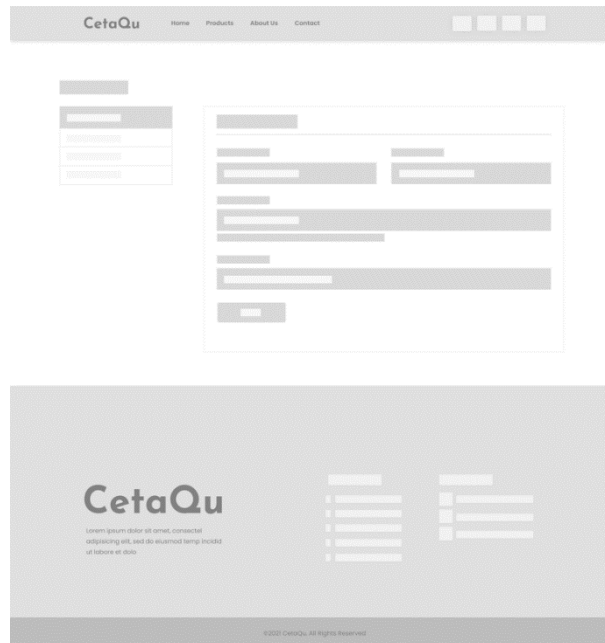 CetaQu
Home Products About Us Contact
CetaQu
Lorem ipsum dolor sit amet, consectet
adipisicing elit, sed do eiusmod temp incidid
ut labore et dolo
©2021 CetaQu. All Rights Reserved